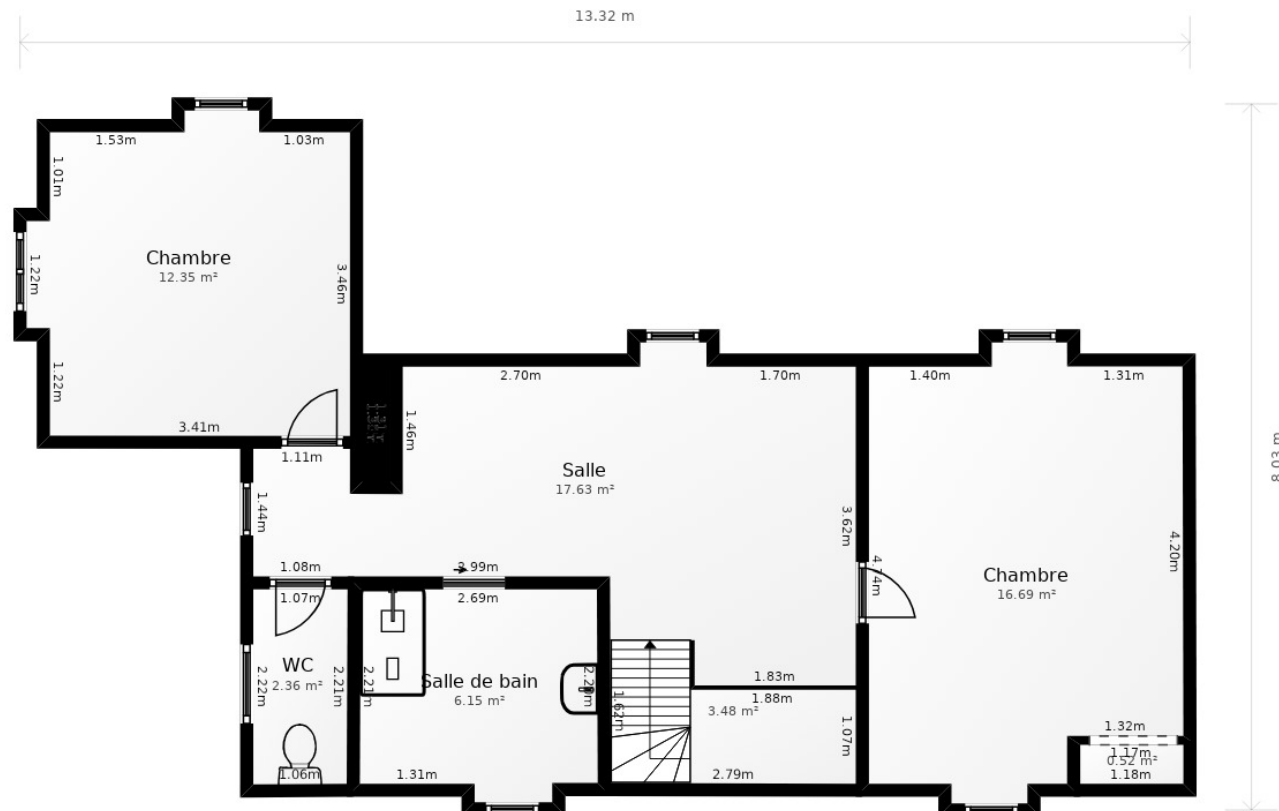 13.32 m
1.53m
1.03m
1.01m
Chambre
12.35 m²
1.22m
3.46m
1.22m
3.41m
2.70m
1.70m
1.40m
1.31m
1.46m
1.11m
Salle
17.63 m²
8.03 m
1.44m
3.62m
4.20m
1.08m
2.99m
Chambre
16.69 m²
1.07m
2.69m
WC
2.36 m²
2.22m
2.21m
2.21m
Salle de bain
6.15 m²
1.62m
1.83m
1.88m
3.48 m²
1.07m
1.32m
1.17m
0.52 m²
1.18m
1.06m
1.31m
2.79m